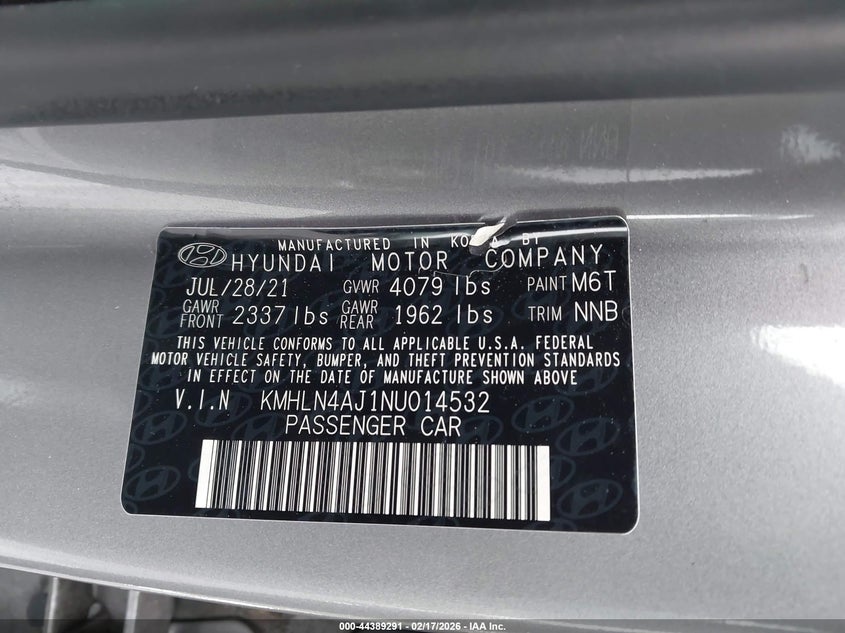 MANUFACTURED IN KOREA BY
HYUNDAI MOTOR COMPANY
JUL/28/21 GVWR 4079 lbs PAINT M6T
GAWR FRONT 2337 lbs GAWR REAR 1962 lbs TRIM NNB
THIS VEHICLE CONFORMS TO ALL APPLICABLE U.S.A. FEDERAL
MOTOR VEHICLE SAFETY, BUMPER, AND THEFT PREVENTION STANDARDS
IN EFFECT ON THE DATE OF MANUFACTURE SHOWN ABOVE
V.I.N KMHLN4AJ1NU014532
PASSENGER CAR
000-44389291 - 02/17/2026 - IAA Inc.